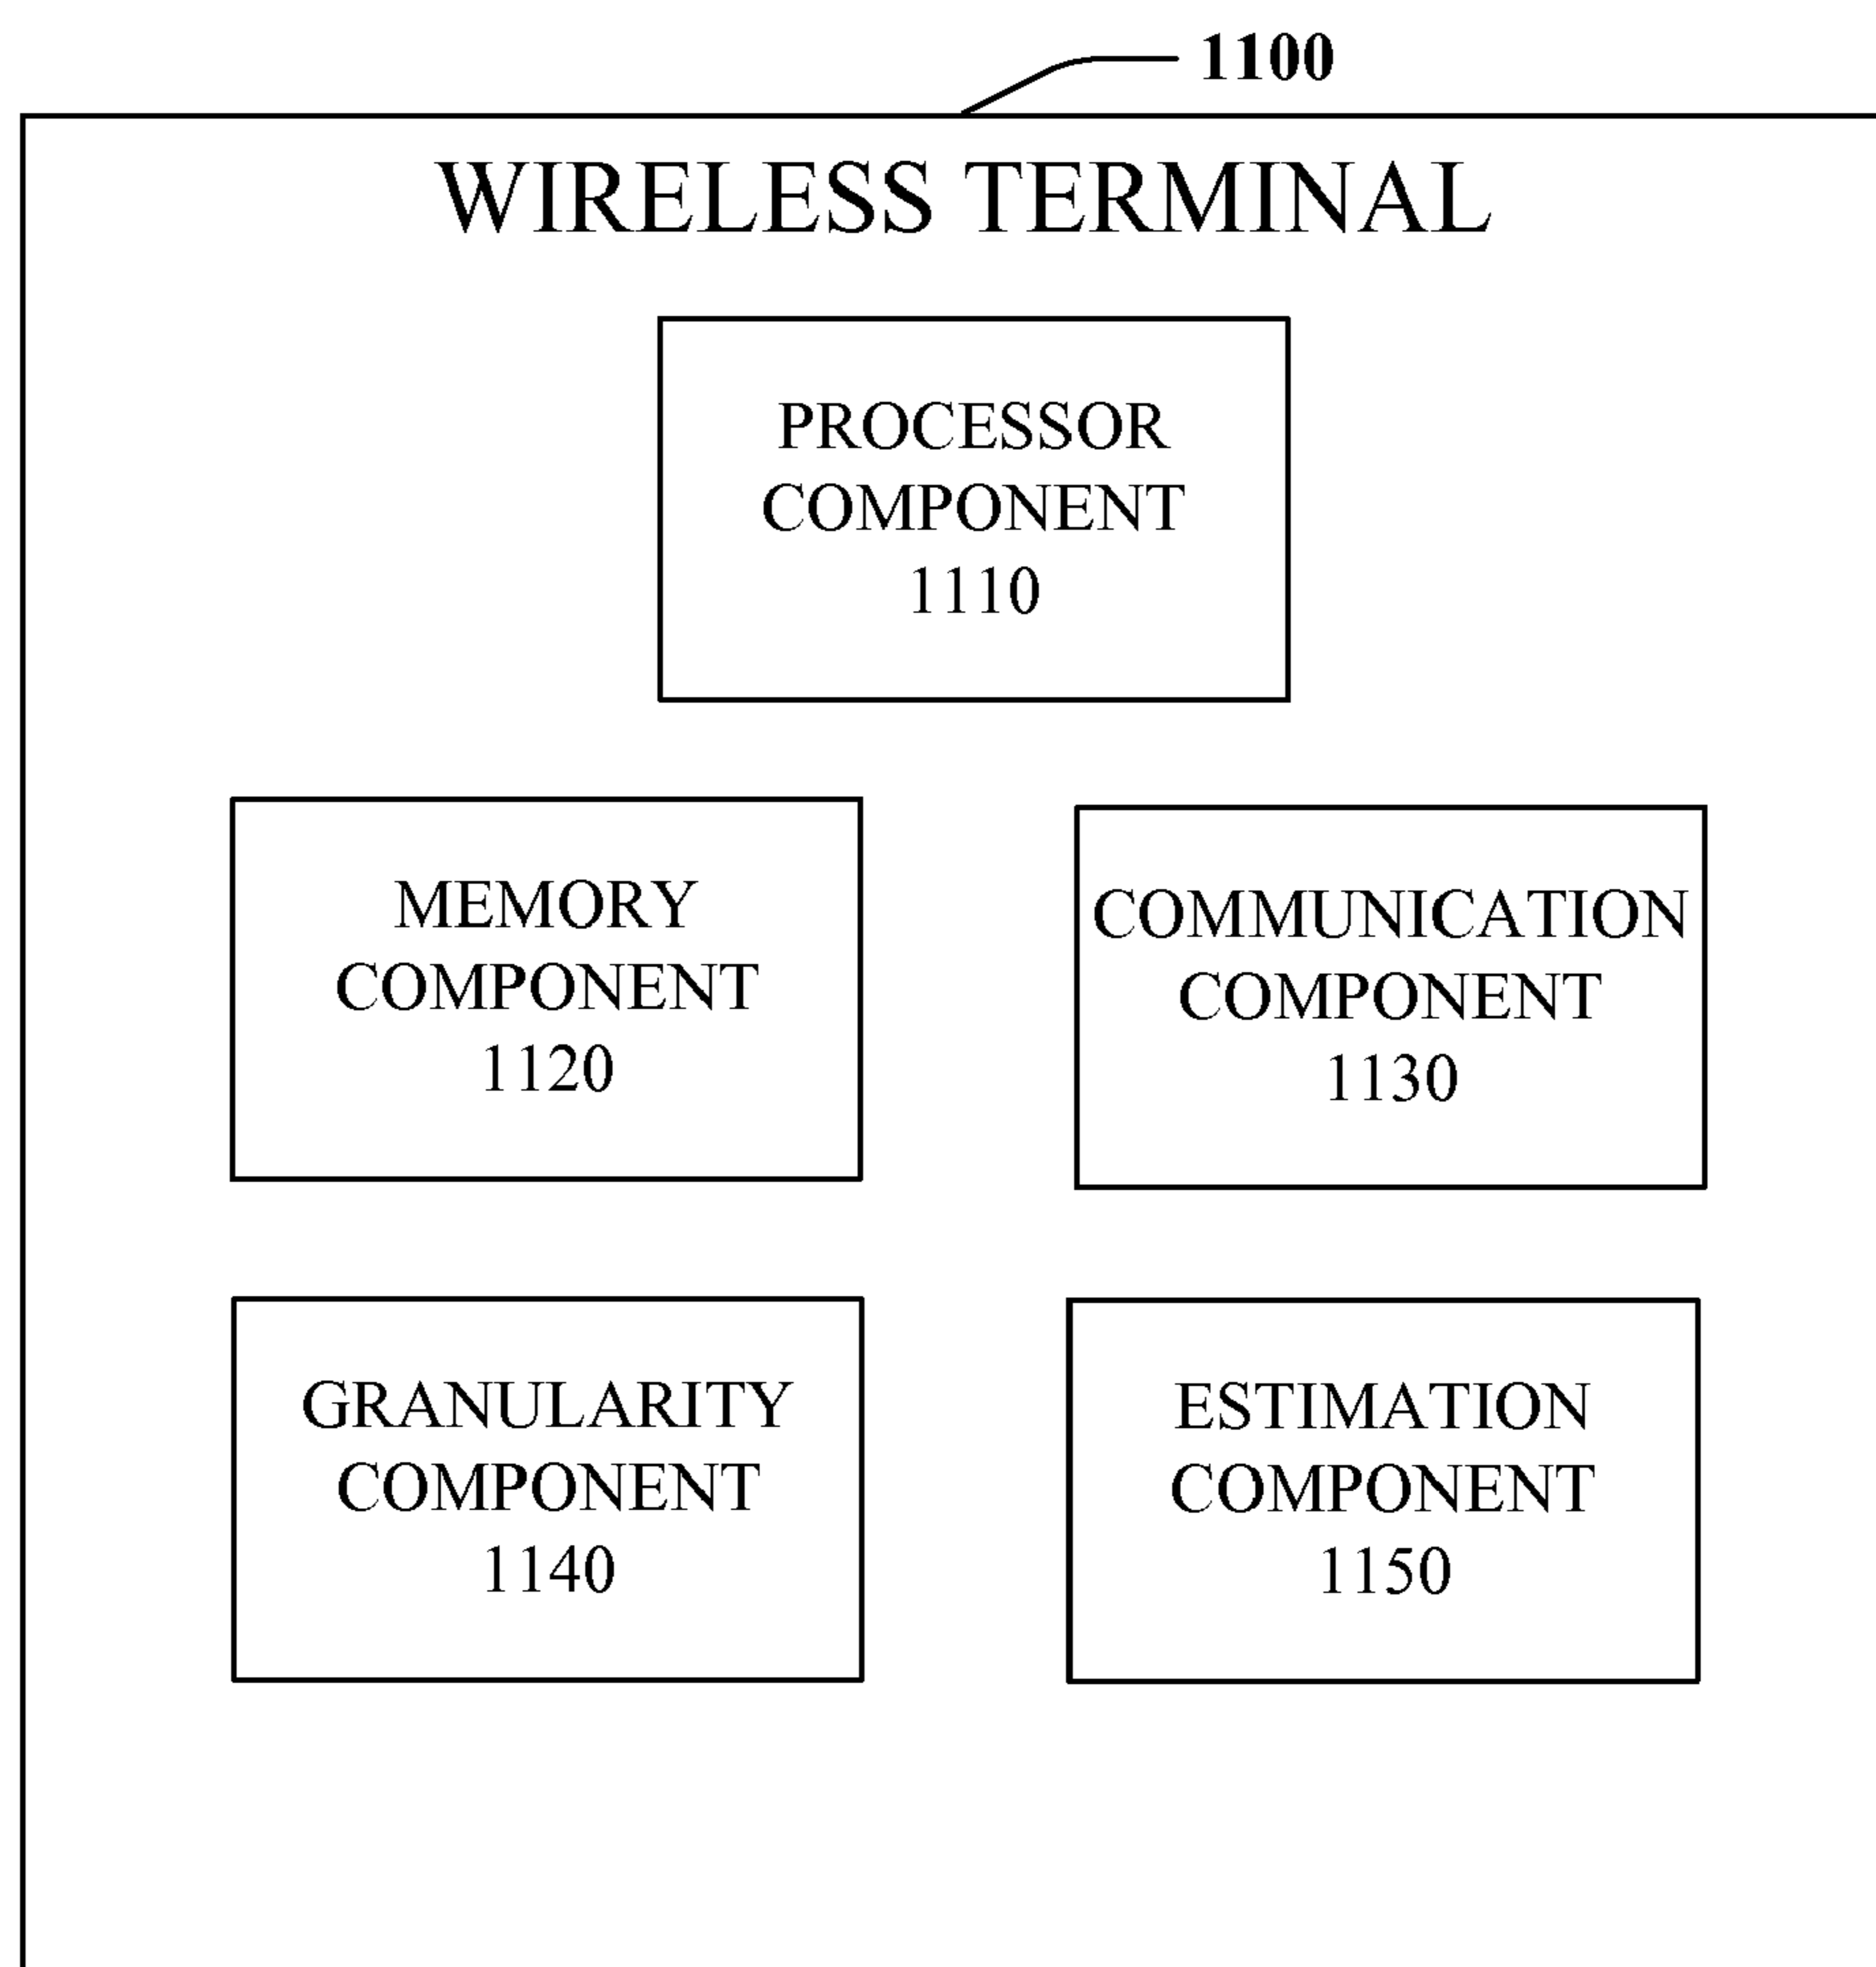 1100
WIRELESS TERMINAL
PROCESSOR
COMPONENT
1110
MEMORY
COMPONENT
1120
COMMUNICATION
COMPONENT
1130
GRANULARITY
COMPONENT
1140
ESTIMATION
COMPONENT
1150